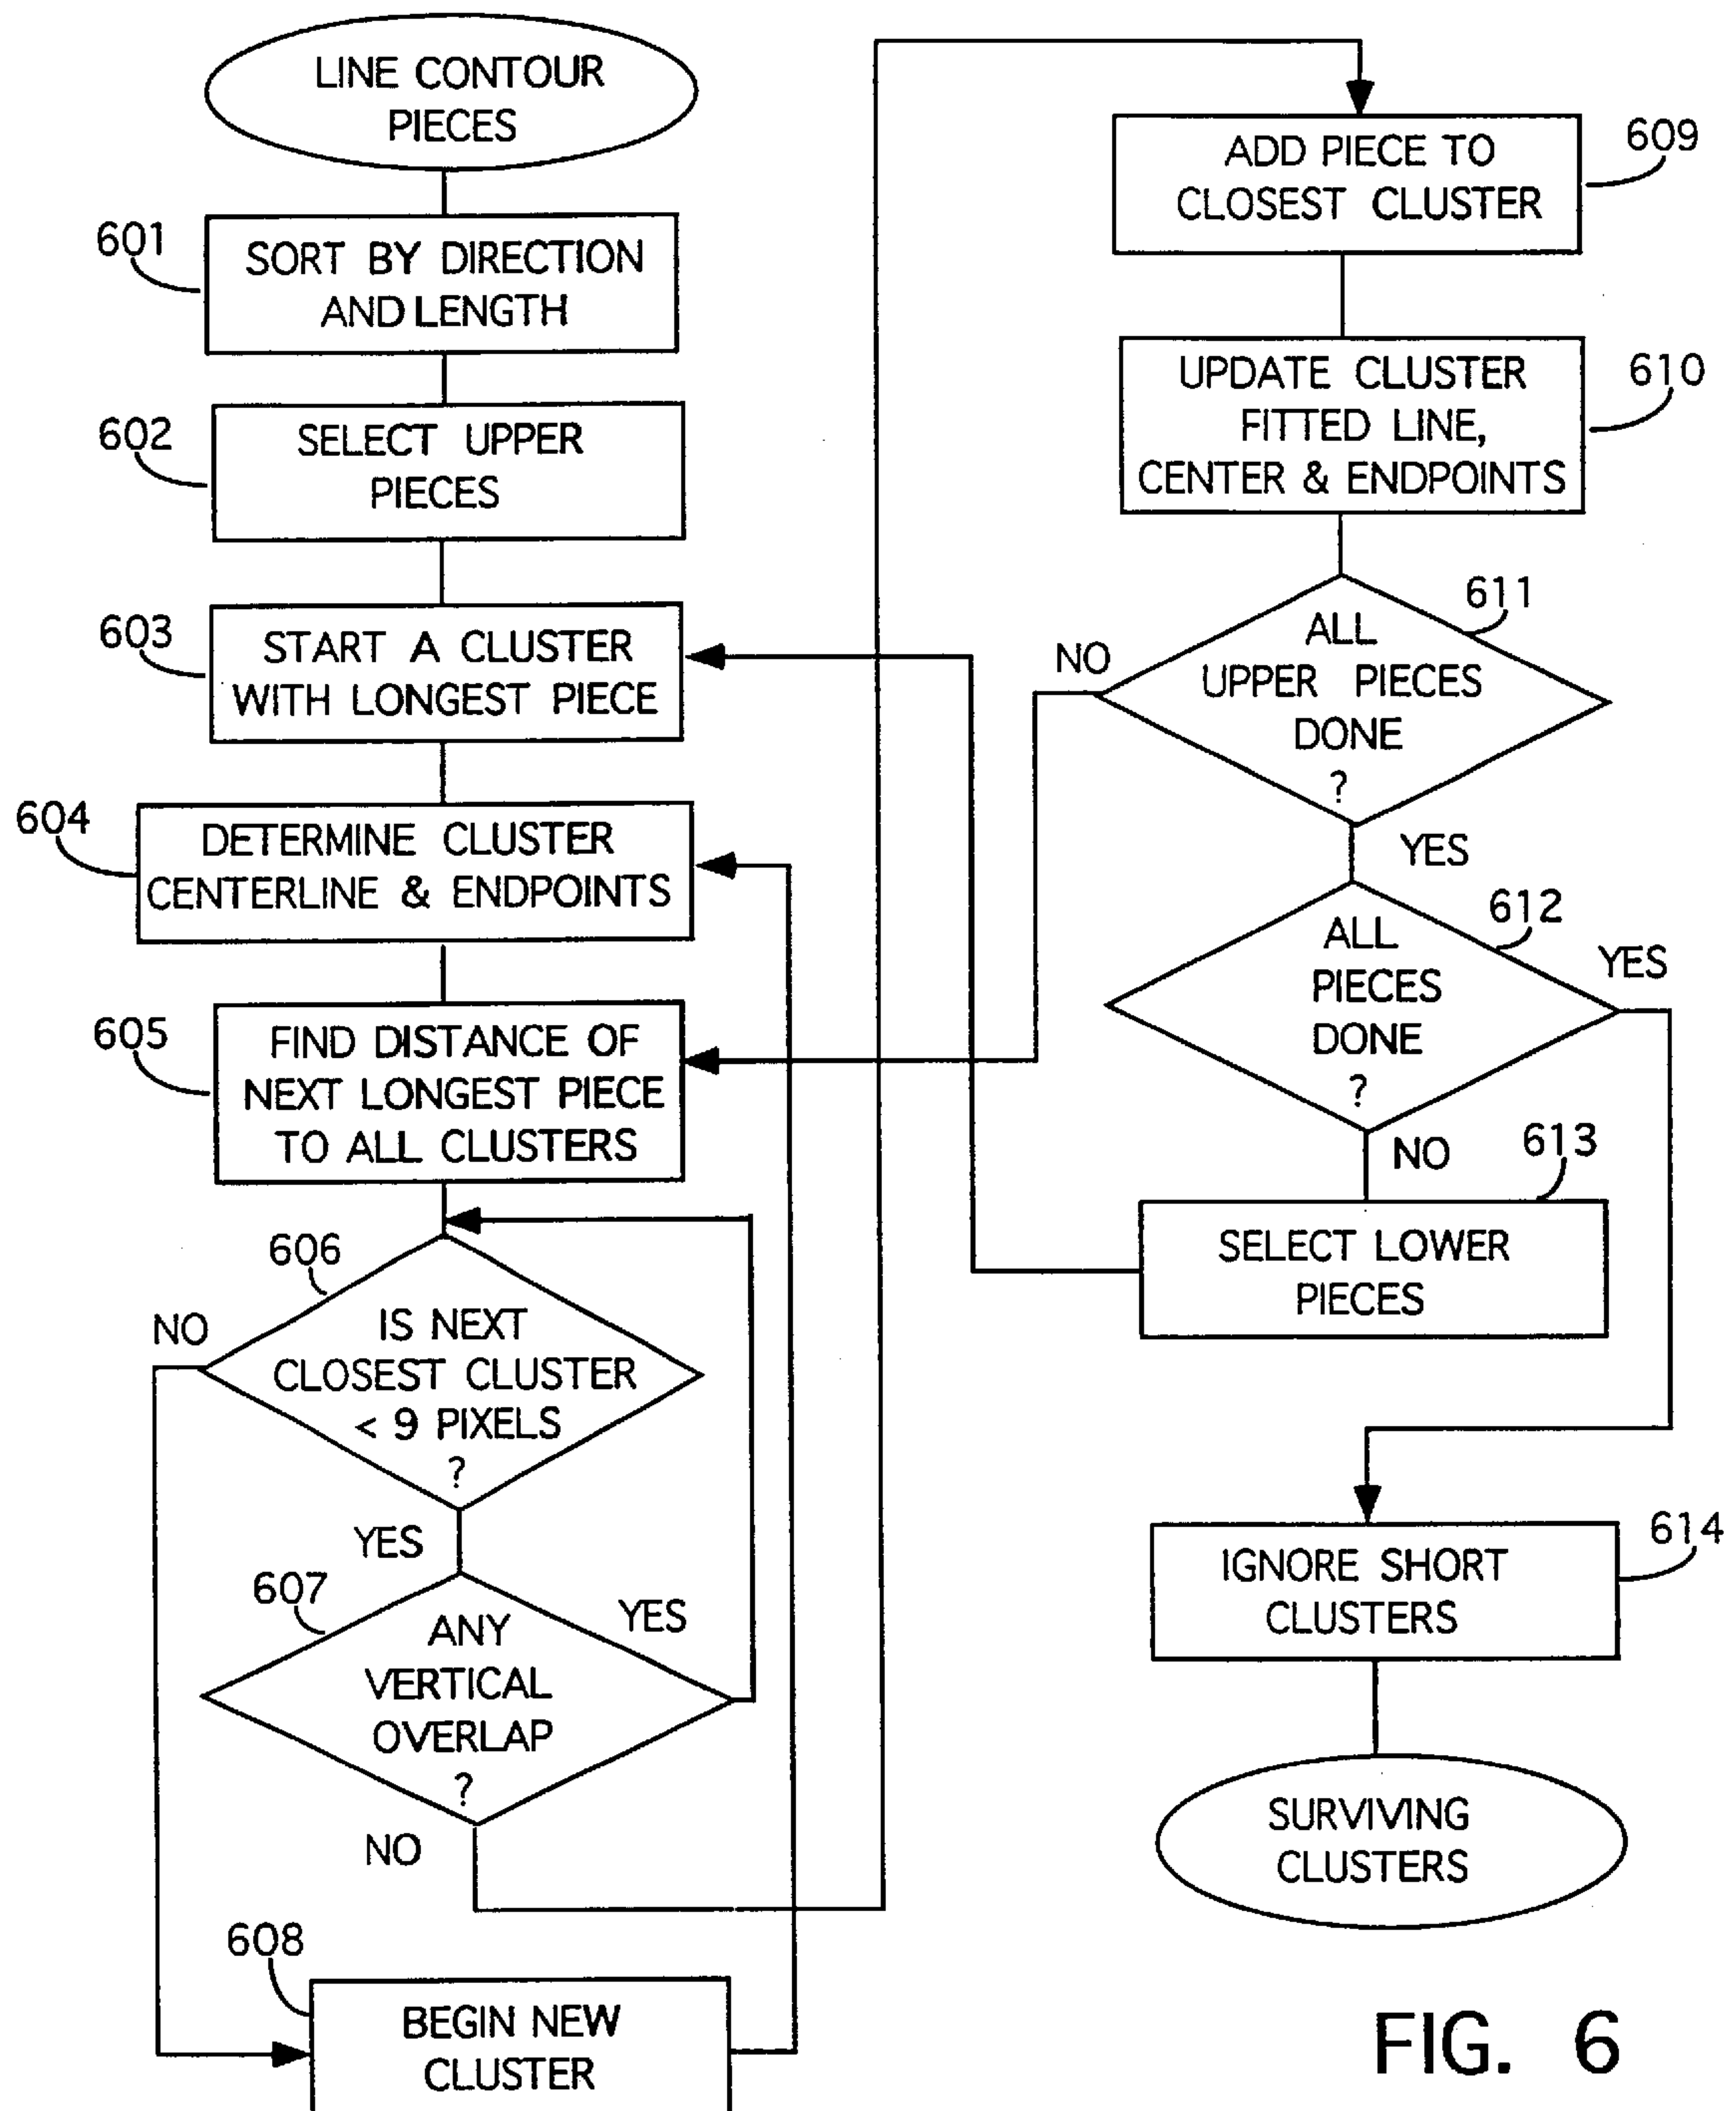 LINE CONTOUR
PIECES
601
SORT BY DIRECTION
AND LENGTH
602
SELECT UPPER
PIECES
603
START A CLUSTER
WITH LONGEST PIECE
604
DETERMINE CLUSTER
CENTERLINE & ENDPOINTS
605
FIND DISTANCE OF
NEXT LONGEST PIECE
TO ALL CLUSTERS
606
NO
IS NEXT
CLOSEST CLUSTER
< 9 PIXELS
?
YES
607
YES
ANY
VERTICAL
OVERLAP
?
NO
608
BEGIN NEW
CLUSTER
609
ADD PIECE TO
CLOSEST CLUSTER
610
UPDATE CLUSTER
FITTED LINE,
CENTER & ENDPOINTS
611
NO
ALL
UPPER PIECES
DONE
?
YES
612
YES
ALL
PIECES
DONE
?
NO
613
SELECT LOWER
PIECES
614
IGNORE SHORT
CLUSTERS
SURVIVING
CLUSTERS
FIG. 6